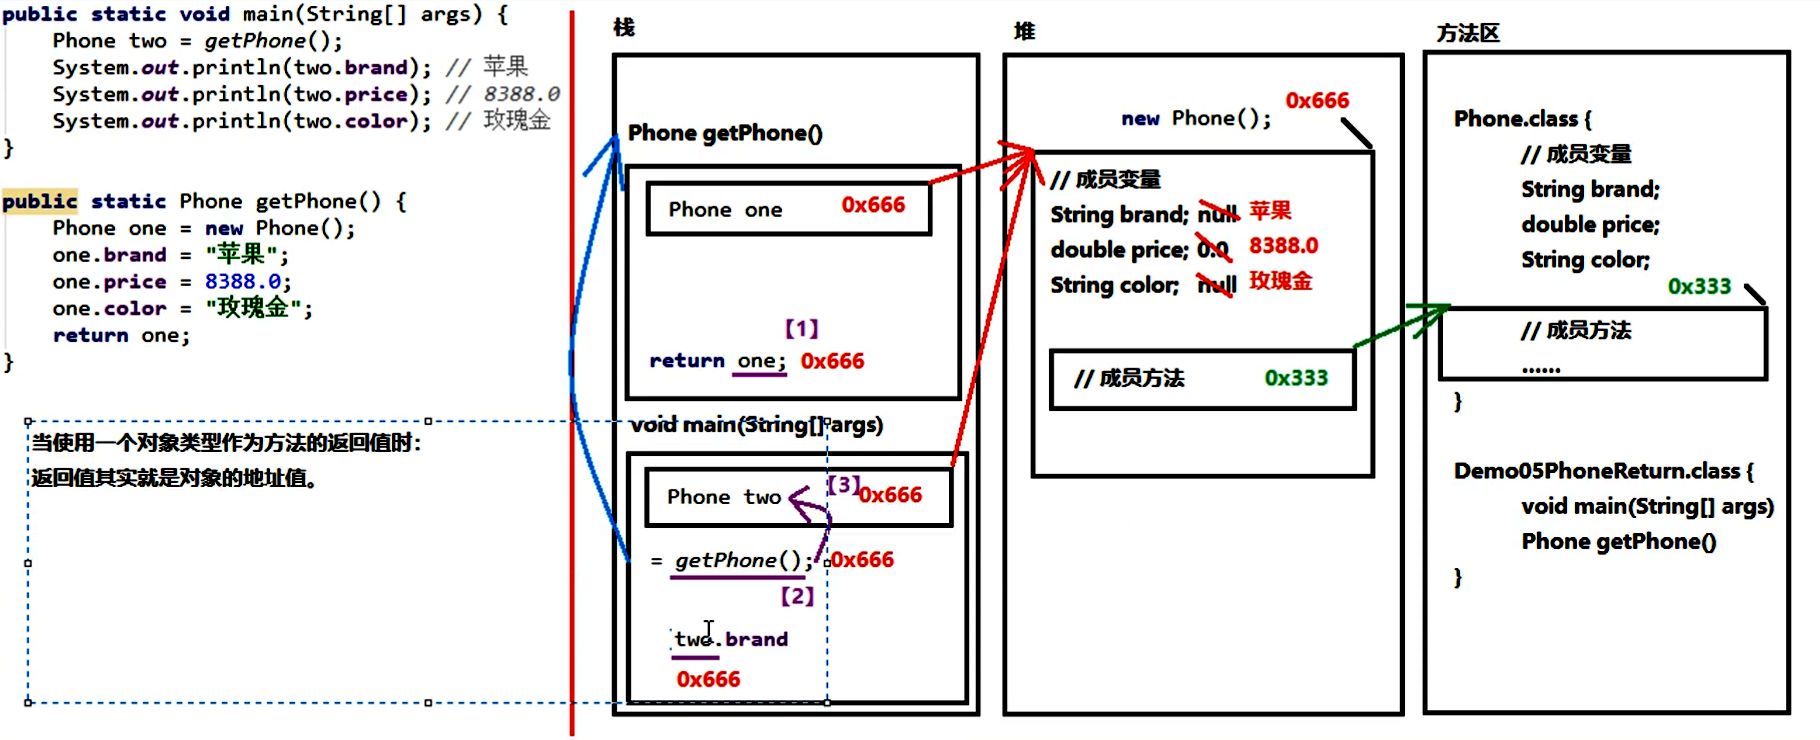 public static void main(String[] args) {
Phone two = getPhone();
System.out.println(two.brand); // 苹果
System.out.println(two.price); // 8388.0
System.out.println(two.color); // 玫瑰金
}
public static Phone getPhone() {
Phone one = new Phone();
one.brand = "苹果";
one.price = 8388.0;
one.color = "玫瑰金";
return one;
}
当使用一个对象类型作为方法的返回值时：
返回值其实就是对象的地址值。
栈
Phone getPhone()
Phone one 0x666
【1】
return one; 0x666
void main(String[] args)
Phone two 【3】 0x666
= getPhone(); 0x666
【2】
two.brand
0x666
堆
0x666
new Phone();
// 成员变量
String brand; null 苹果
double price; 0.0 8388.0
String color; null 玫瑰金
// 成员方法 0x333
方法区
Phone.class {
// 成员变量
String brand;
double price;
String color;
0x333
// 成员方法
......
}
Demo05PhoneReturn.class {
void main(String[] args)
Phone getPhone()
}